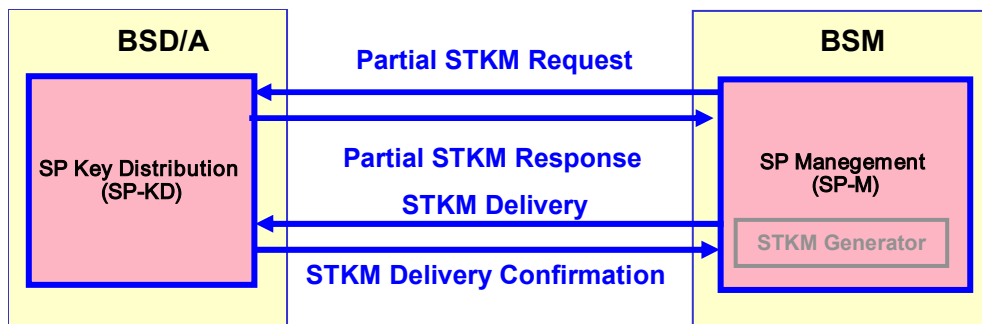 BSD/A
BSM
Partial STKM Request
SP Key Distribution
(SP-KD)
Partial STKM Response
SP Manegement
(SP-M)
STKM Delivery
STKM Generator
STKM Delivery Confirmation